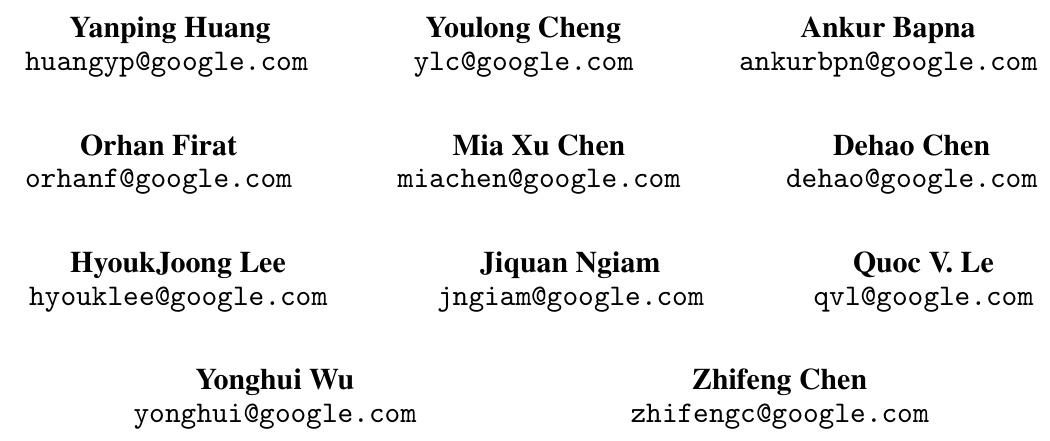 Yanping Huang Youlong Cheng Ankur Bapna
huangyp@google.com ylc@google.com ankurbpn@google.com
Orhan Firat Mia Xu Chen Dehao Chen
orhanf@google.com miachen@google.com dehao@google.com
HyoukJoong Lee Jiquan Ngiam Quoc V. Le
hyouklee@google.com jngiam@google.com qvl@google.com
Yonghui Wu Zhifeng Chen
yonghui@google.com zhifengc@google.com